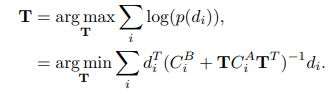 T = arg max_T ∑_i log(p(d_i)),
= arg min_T ∑_i d_i^T (C_i^B + T C_i^A T^T)^{-1} d_i.